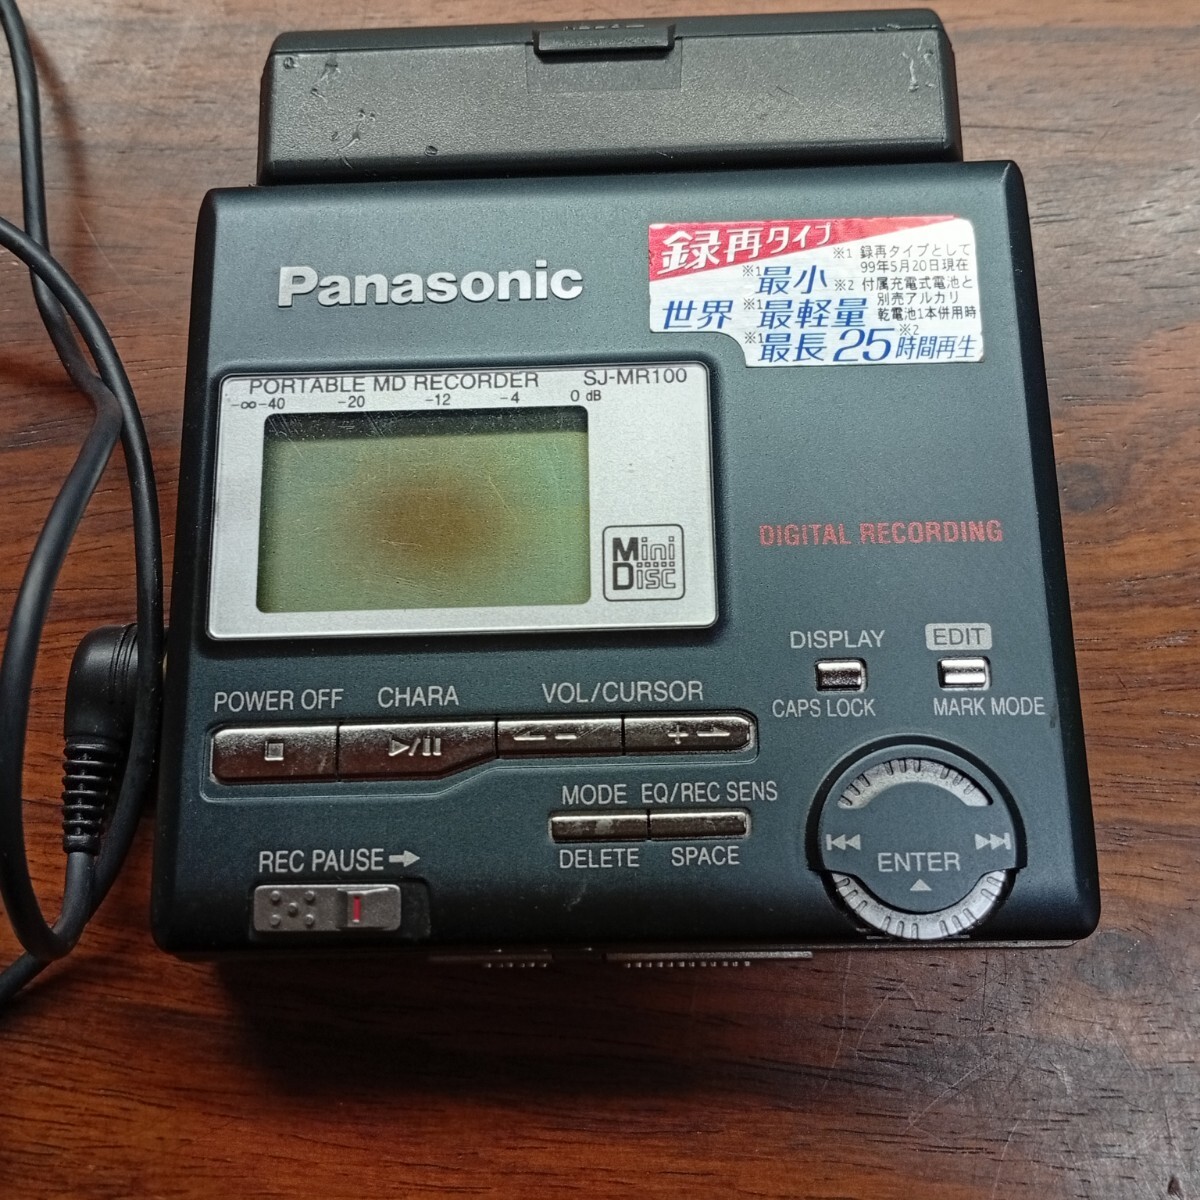 Panasonic
録再タイプ
世界
※1最小
※1最軽量
※1最長25時間再生※2
※1 録再タイプとして
99年5月20日現在
※2 付属充電式電池と
別売アルカリ
乾電池1本併用時
PORTABLE MD RECORDER SJ-MR100
-∞-40 -20 -12 -4 0 dB
Mini
Disc
DIGITAL RECORDING
DISPLAY EDIT
CAPS LOCK MARK MODE
POWER OFF CHARA VOL/CURSOR
− +
MODE EQ/REC SENS
DELETE SPACE
ENTER
REC PAUSE